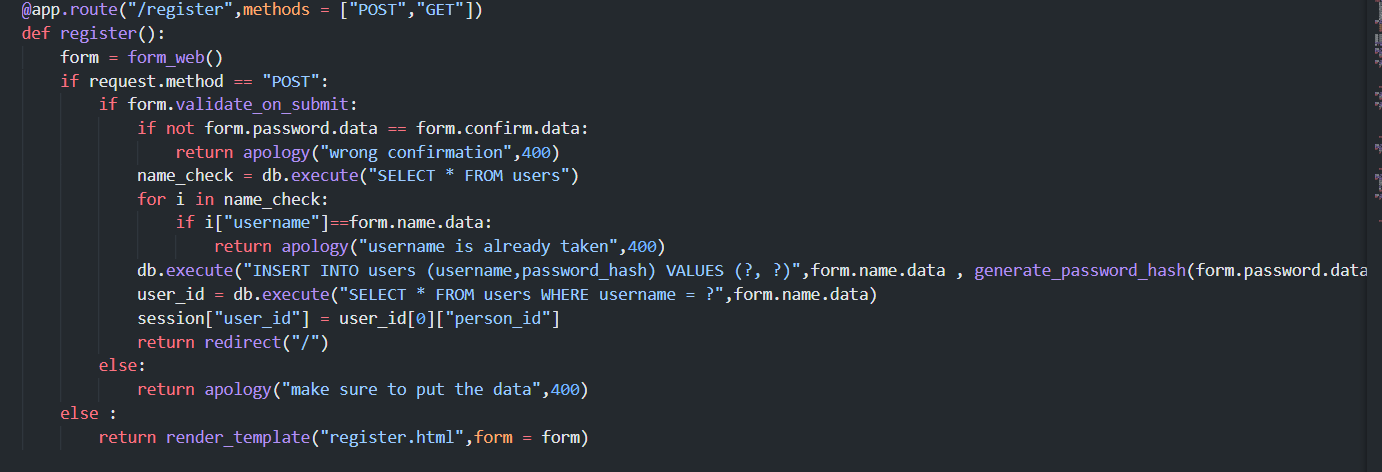 @app.route("/register",methods = ["POST","GET"])
def register():
    form = form_web()
    if request.method == "POST":
        if form.validate_on_submit:
            if not form.password.data == form.confirm.data:
                return apology("wrong confirmation",400)
            name_check = db.execute("SELECT * FROM users")
            for i in name_check:
                if i["username"]==form.name.data:
                    return apology("username is already taken",400)
            db.execute("INSERT INTO users (username,password_hash) VALUES (?, ?)",form.name.data , generate_password_hash(form.password.data
            user_id = db.execute("SELECT * FROM users WHERE username = ?",form.name.data)
            session["user_id"] = user_id[0]["person_id"]
            return redirect("/")
        else:
            return apology("make sure to put the data",400)
    else :
        return render_template("register.html",form = form)